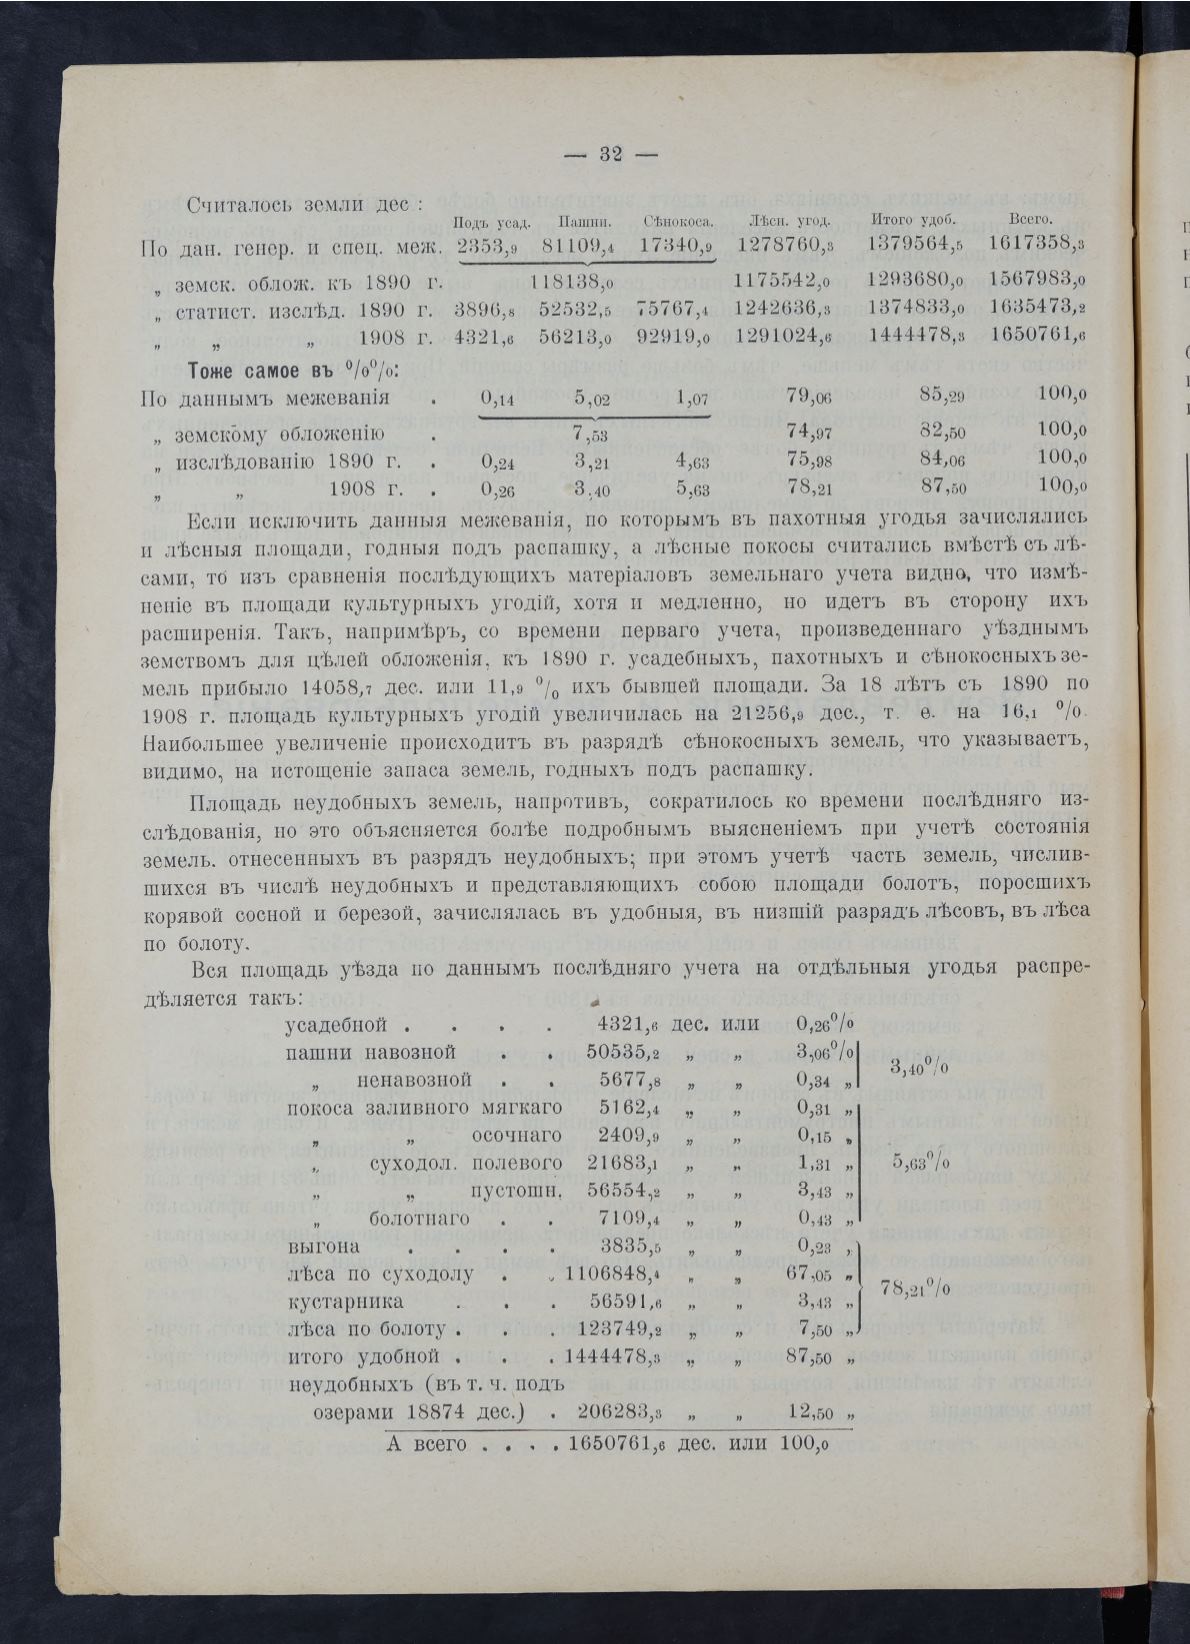 — 32 —
Считалось земли дес :
Подъ усад. Пашни. Сѣнокоса. Лѣсн. угод. Итого удоб. Всего.
По дан. генер. и спец. меж. 2353,9 81109,4 17340,9 1278760,3 1379564,5 1617358,3
„ земск. облож. къ 1890 г. 118138,0 1175542,0 1293680,0 1567983,0
„ статист. изслѣд. 1890 г. 3896,8 52532,5 75767,4 1242636,3 1374833,0 1635473,2
„ „ „ 1908 г. 4321,6 56213,0 92919,0 1291024,6 1444478,3 1650761,6
Тоже самое въ %%:
По даннымъ межеванія . 0,14 5,02 1,07 79,06 85,29 100,0
„ земскому обложенію . 7,53 74,97 82,50 100,0
„ изслѣдованію 1890 г. . 0,24 3,21 4,63 75,98 84,06 100,0
„ „ 1908 г. . 0,26 3,40 5,63 78,21 87,50 100,0
Если исключить данныя межеванія, по которымъ въ пахотныя угодья зачислялись
и лѣсныя площади, годныя подъ распашку, а лѣсные покосы считались вмѣстѣ съ лѣ-
сами, то изъ сравненія послѣдующихъ матеріаловъ земельнаго учета видно, что измѣ-
неніе въ площади культурныхъ угодій, хотя и медленно, но идетъ въ сторону ихъ
расширенія. Такъ, напримѣръ, со времени перваго учета, произведеннаго уѣзднымъ
земствомъ для цѣлей обложенія, къ 1890 г. усадебныхъ, пахотныхъ и сѣнокосныхъ зе-
мель прибыло 14058,7 дес. или 11,9 % ихъ бывшей площади. За 18 лѣтъ съ 1890 по
1908 г. площадь культурныхъ угодій увеличилась на 21256,9 дес., т. е. на 16,1 %.
Наибольшее увеличеніе происходитъ въ разрядѣ сѣнокосныхъ земель, что указываетъ,
видимо, на истощеніе запаса земель, годныхъ подъ распашку.
Площадь неудобныхъ земель, напротивъ, сократилось ко времени послѣдняго из-
слѣдованія, но это объясняется болѣе подробнымъ выясненіемъ при учетѣ состоянія
земель. отнесенныхъ въ разрядъ неудобныхъ; при этомъ учетѣ часть земель, числив-
шихся въ числѣ неудобныхъ и представляющихъ собою площади болотъ, поросшихъ
корявой сосной и березой, зачислялась въ удобныя, въ низшій разрядъ лѣсовъ, въ лѣса
по болоту.
Вся площадь уѣзда по даннымъ послѣдняго учета на отдѣльныя угодья распре-
дѣляется такъ:
усадебной . . . . 4321,6 дес. или 0,26%
пашни навозной . . 50535,2 „ „ 3,06%
3,40%
„ ненавозной . . 5677,8 „ „ 0,34 „
покоса заливного мягкаго 5162,4 „ „ 0,31 „
„ „ осочнаго 2409,9 „ „ 0,15 „
„ суходол. полевого 21683,1 „ „ 1,31 „ 5,63%
„ „ пустошн. 56554,2 „ „ 3,43 „
„ болотнаго . . 7109,4 „ „ 0,43 „
выгона . . . . 3835,5 „ „ 0,23 „
лѣса по суходолу . . 1106848,4 „ „ 67,05 „
78,21%
кустарника . . . 56591,6 „ „ 3,43 „
лѣса по болоту . . . 123749,2 „ „ 7,50 „
итого удобной . . . 1444478,3 „ „ 87,50 „
неудобныхъ (въ т. ч. подъ
озерами 18874 дес.) . 206283,3 „ „ 12,50 „
А всего . . . . 1650761,6 дес. или 100,0